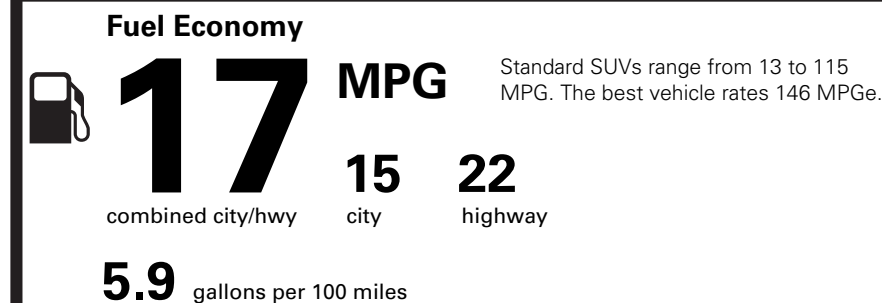 Fuel Economy
17 MPG
Standard SUVs range from 13 to 115
MPG. The best vehicle rates 146 MPGe.
15 22
combined city/hwy city highway
5.9 gallons per 100 miles